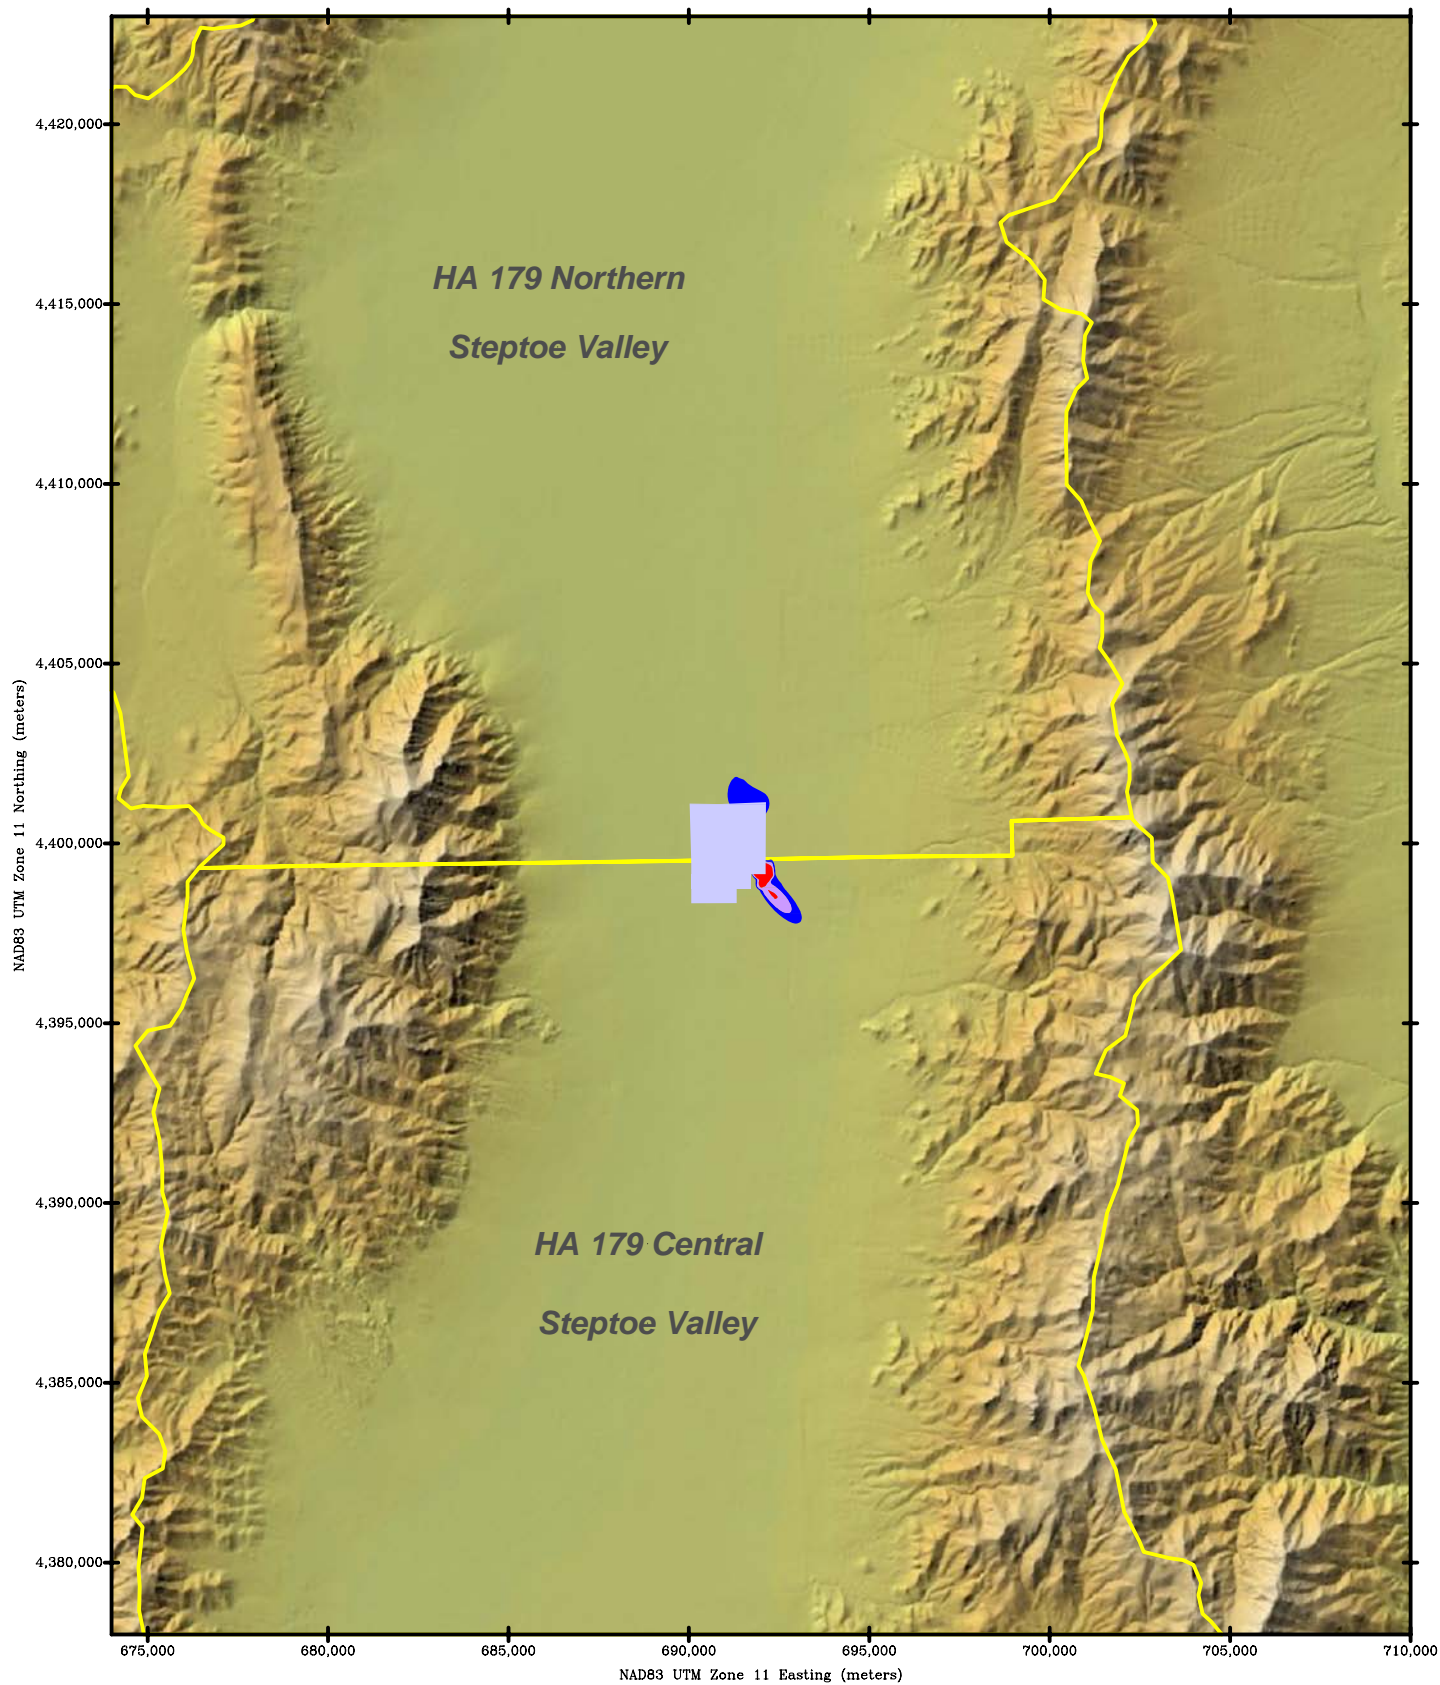 4,420,000
HA 179 Northern
Steptoe Valley
4,415,000
4,410,000
4,405,000
NAD83 UTM Zone 11 Northing (meters)
4,400,000
4,395,000
4,390,000
HA 179 Central
Steptoe Valley
4,385,000
4,380,000
675,000 680,000 685,000 690,000 695,000 700,000 705,000 710,000
NAD83 UTM Zone 11 Easting (meters)